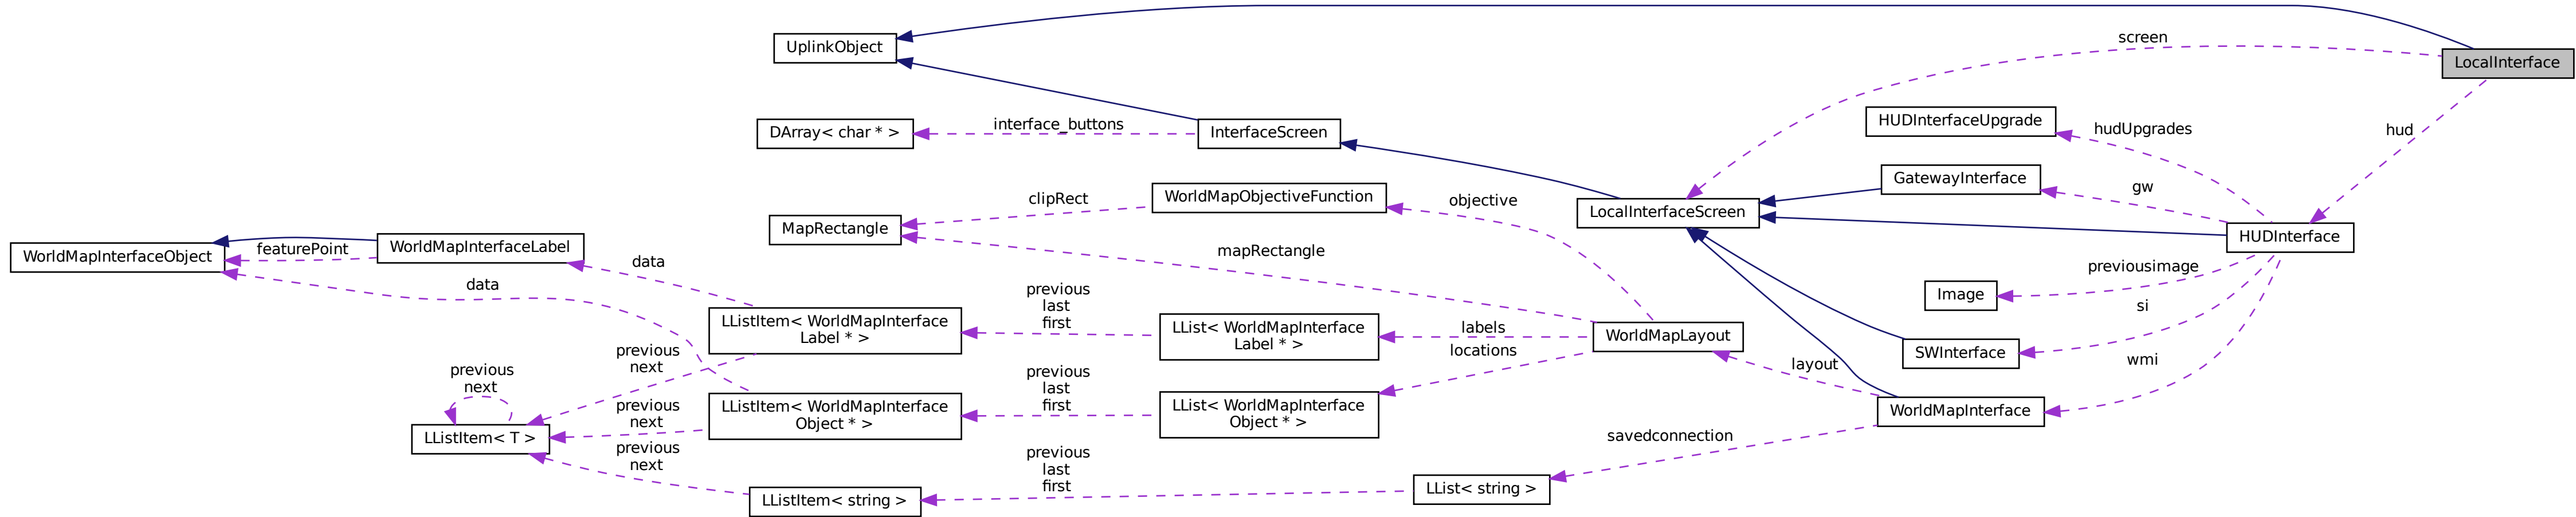 UplinkObject
screen
LocalInterface
HUDInterfaceUpgrade
hudUpgrades
hud
DArray< char * >
interface_buttons
InterfaceScreen
GatewayInterface
gw
WorldMapObjectiveFunction
clipRect
objective
LocalInterfaceScreen
MapRectangle
HUDInterface
WorldMapInterfaceObject
featurePoint
WorldMapInterfaceLabel
mapRectangle
data
previousimage
data
Image
si
previous
last
first
LListItem< WorldMapInterface
Label * >
LList< WorldMapInterface
Label * >
labels
WorldMapLayout
locations
SWInterface
wmi
layout
previous
next
previous
next
previous
last
first
LListItem< WorldMapInterface
Object * >
LList< WorldMapInterface
Object * >
WorldMapInterface
previous
next
LListItem< T >
savedconnection
previous
next
previous
last
first
LListItem< string >
LList< string >